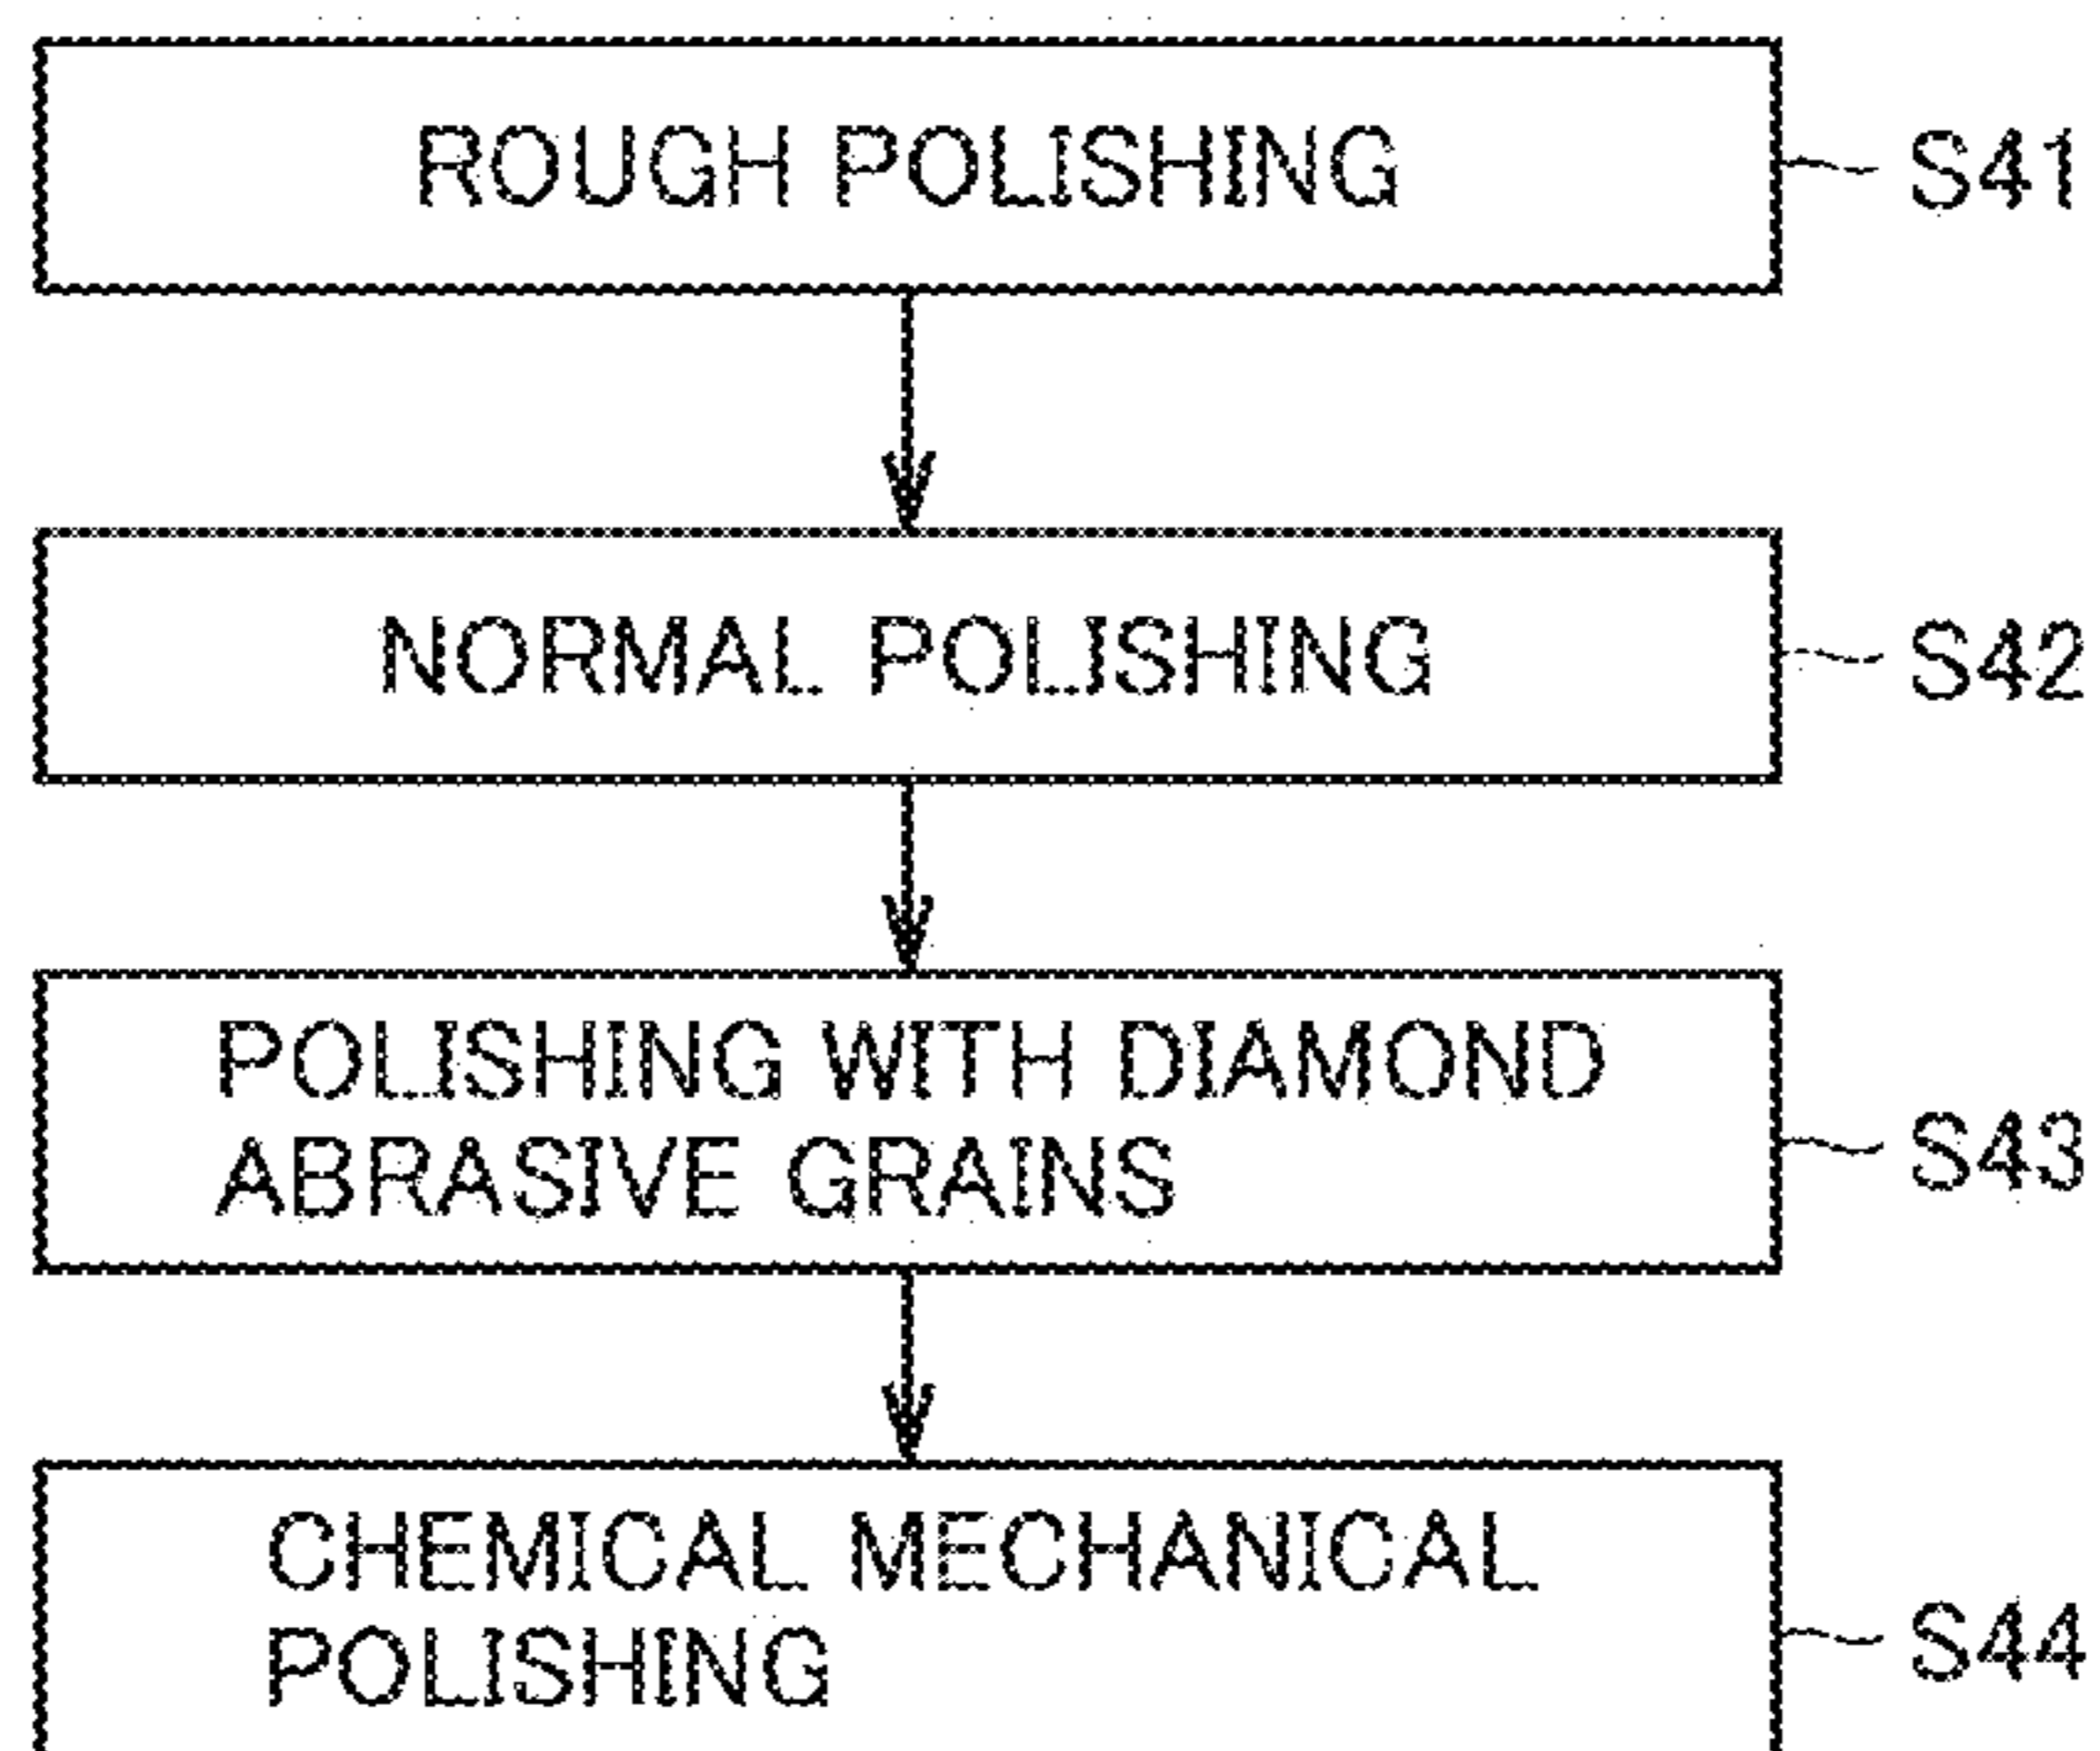 ROUGH POLISHING
S41
NORMAL POLISHING
S42
POLISHING WITH DIAMOND
ABRASIVE GRAINS
S43
CHEMICAL MECHANICAL
POLISHING
S44